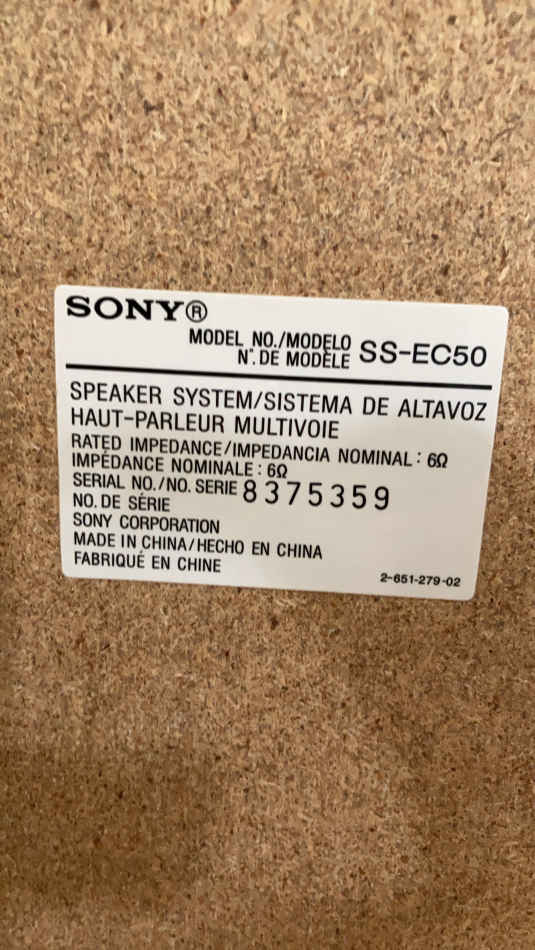 SONY®
MODEL NO./MODELO
N°. DE MODÈLE SS-EC50
SPEAKER SYSTEM/SISTEMA DE ALTAVOZ
HAUT-PARLEUR MULTIVOIE
RATED IMPEDANCE/IMPEDANCIA NOMINAL: 6Ω
IMPÉDANCE NOMINALE: 6Ω
SERIAL NO./NO. SERIE 8375359
NO. DE SÉRIE
SONY CORPORATION
MADE IN CHINA/HECHO EN CHINA
FABRIQUÉ EN CHINE
2-651-279-02